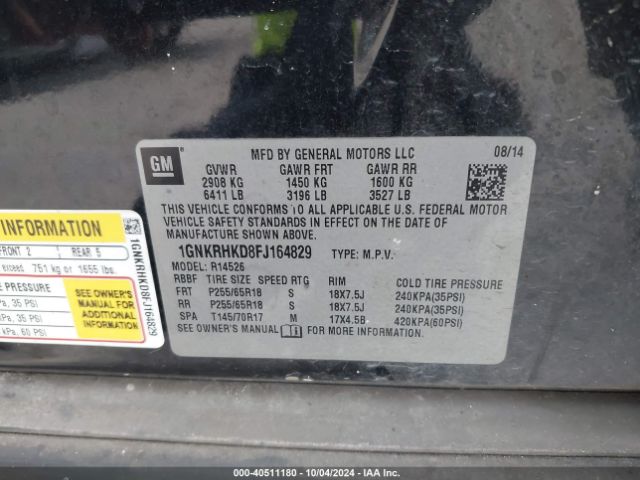 GM
MFD BY GENERAL MOTORS LLC 08/14
GVWR GAWR FRT GAWR RR
2908 KG 1450 KG 1600 KG
6411 LB 3196 LB 3527 LB
THIS VEHICLE CONFORMS TO ALL APPLICABLE U.S. FEDERAL MOTOR
VEHICLE SAFETY STANDARDS IN EFFECT ON THE DATE OF
MANUFACTURE SHOWN ABOVE.
1GNKRHKD8FJ164829 TYPE: M.P.V.
MODEL: R14526
RBBF TIRE SIZE SPEED RTG RIM COLD TIRE PRESSURE
FRT P255/65R18 S 18X7.5J 240KPA(35PSI)
RR P255/65R18 S 18X7.5J 240KPA(35PSI)
SPA T145/70R17 M 17X4.5B 420KPA(60PSI)
SEE OWNER'S MANUAL FOR MORE INFORMATION.
INFORMATION
FRONT 2 REAR 5
exceed 751 kg or 1655 lbs.
PRESSURE
35 PSI
35 PSI
kPa, 60 PSI
SEE OWNER'S
MANUAL FOR
ADDITIONAL
INFORMATION
1GNKRHKD8FJ164829
000-40511180 - 10/04/2024 - IAA Inc.